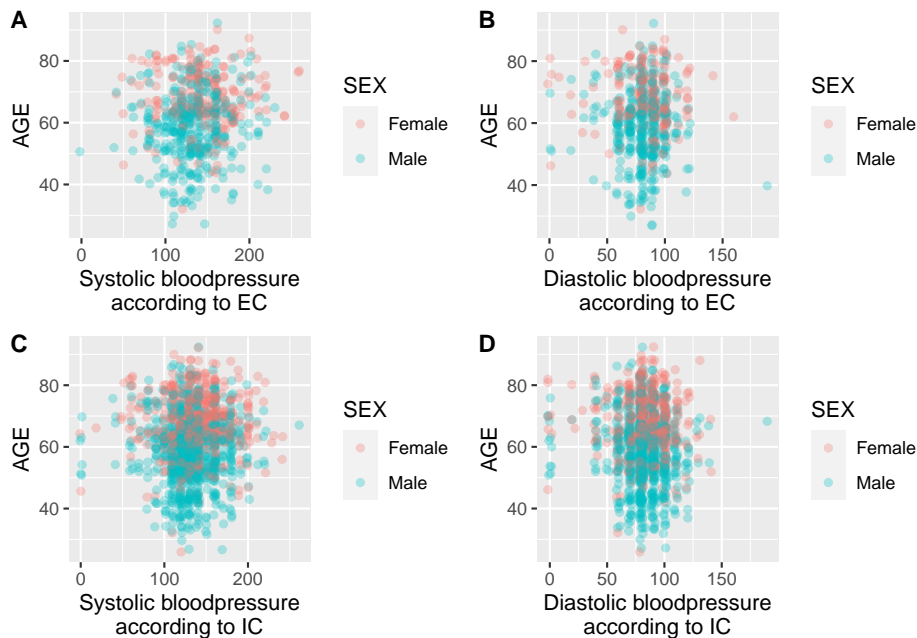 A
AGE
80
60
40
0
100
200
Systolic bloodpressure
according to EC
SEX
Female
Male
B
AGE
80
60
40
0
50
100
150
Diastolic bloodpressure
according to EC
SEX
Female
Male
C
AGE
80
60
40
0
100
200
Systolic bloodpressure
according to IC
SEX
Female
Male
D
AGE
80
60
40
0
50
100
150
Diastolic bloodpressure
according to IC
SEX
Female
Male